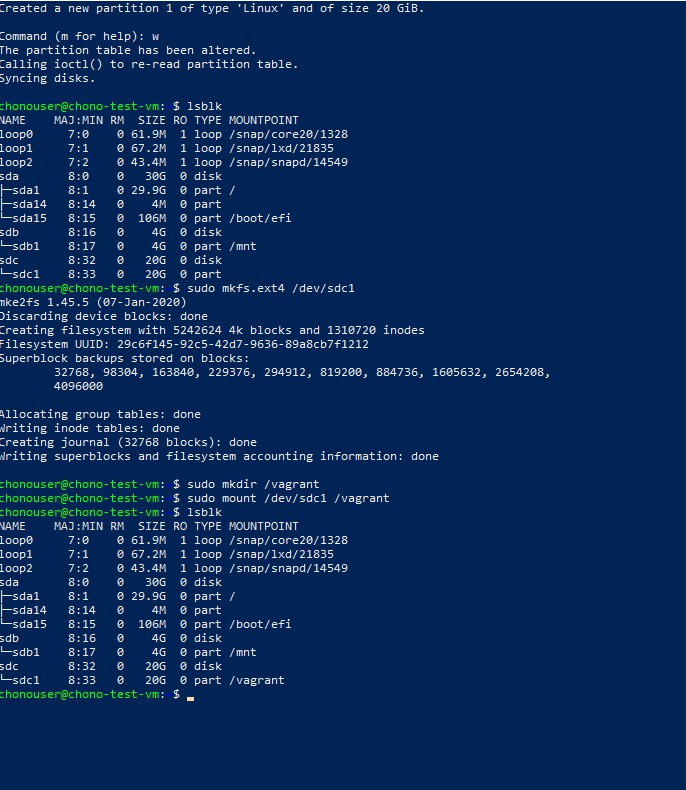 Created a new partition 1 of type 'Linux' and of size 20 GiB.
Command (m for help): w
The partition table has been altered.
Calling ioctl() to re-read partition table.
Syncing disks.
chonouser@chono-test-vm: $ lsblk
NAME    MAJ:MIN RM  SIZE RO TYPE MOUNTPOINT
loop0     7:0    0 61.9M  1 loop /snap/core20/1328
loop1     7:1    0 67.2M  1 loop /snap/lxd/21835
loop2     7:2    0 43.4M  1 loop /snap/snapd/14549
sda       8:0    0   30G  0 disk
├─sda1    8:1    0 29.9G  0 part /
├─sda14   8:14   0    4M  0 part
└─sda15   8:15   0  106M  0 part /boot/efi
sdb       8:16   0    4G  0 disk
└─sdb1    8:17   0    4G  0 part /mnt
sdc       8:32   0   20G  0 disk
└─sdc1    8:33   0   20G  0 part
chonouser@chono-test-vm: $ sudo mkfs.ext4 /dev/sdc1
mke2fs 1.45.5 (07-Jan-2020)
Discarding device blocks: done
Creating filesystem with 5242624 4k blocks and 1310720 inodes
Filesystem UUID: 29c6f145-92c5-42d7-9636-89a8cb7f1212
Superblock backups stored on blocks:
        32768, 98304, 163840, 229376, 294912, 819200, 884736, 1605632, 2654208,
        4096000
Allocating group tables: done
Writing inode tables: done
Creating journal (32768 blocks): done
Writing superblocks and filesystem accounting information: done
chonouser@chono-test-vm: $ sudo mkdir /vagrant
chonouser@chono-test-vm: $ sudo mount /dev/sdc1 /vagrant
chonouser@chono-test-vm: $ lsblk
NAME    MAJ:MIN RM  SIZE RO TYPE MOUNTPOINT
loop0     7:0    0 61.9M  1 loop /snap/core20/1328
loop1     7:1    0 67.2M  1 loop /snap/lxd/21835
loop2     7:2    0 43.4M  1 loop /snap/snapd/14549
sda       8:0    0   30G  0 disk
├─sda1    8:1    0 29.9G  0 part /
├─sda14   8:14   0    4M  0 part
└─sda15   8:15   0  106M  0 part /boot/efi
sdb       8:16   0    4G  0 disk
└─sdb1    8:17   0    4G  0 part /mnt
sdc       8:32   0   20G  0 disk
└─sdc1    8:33   0   20G  0 part /vagrant
chonouser@chono-test-vm: $